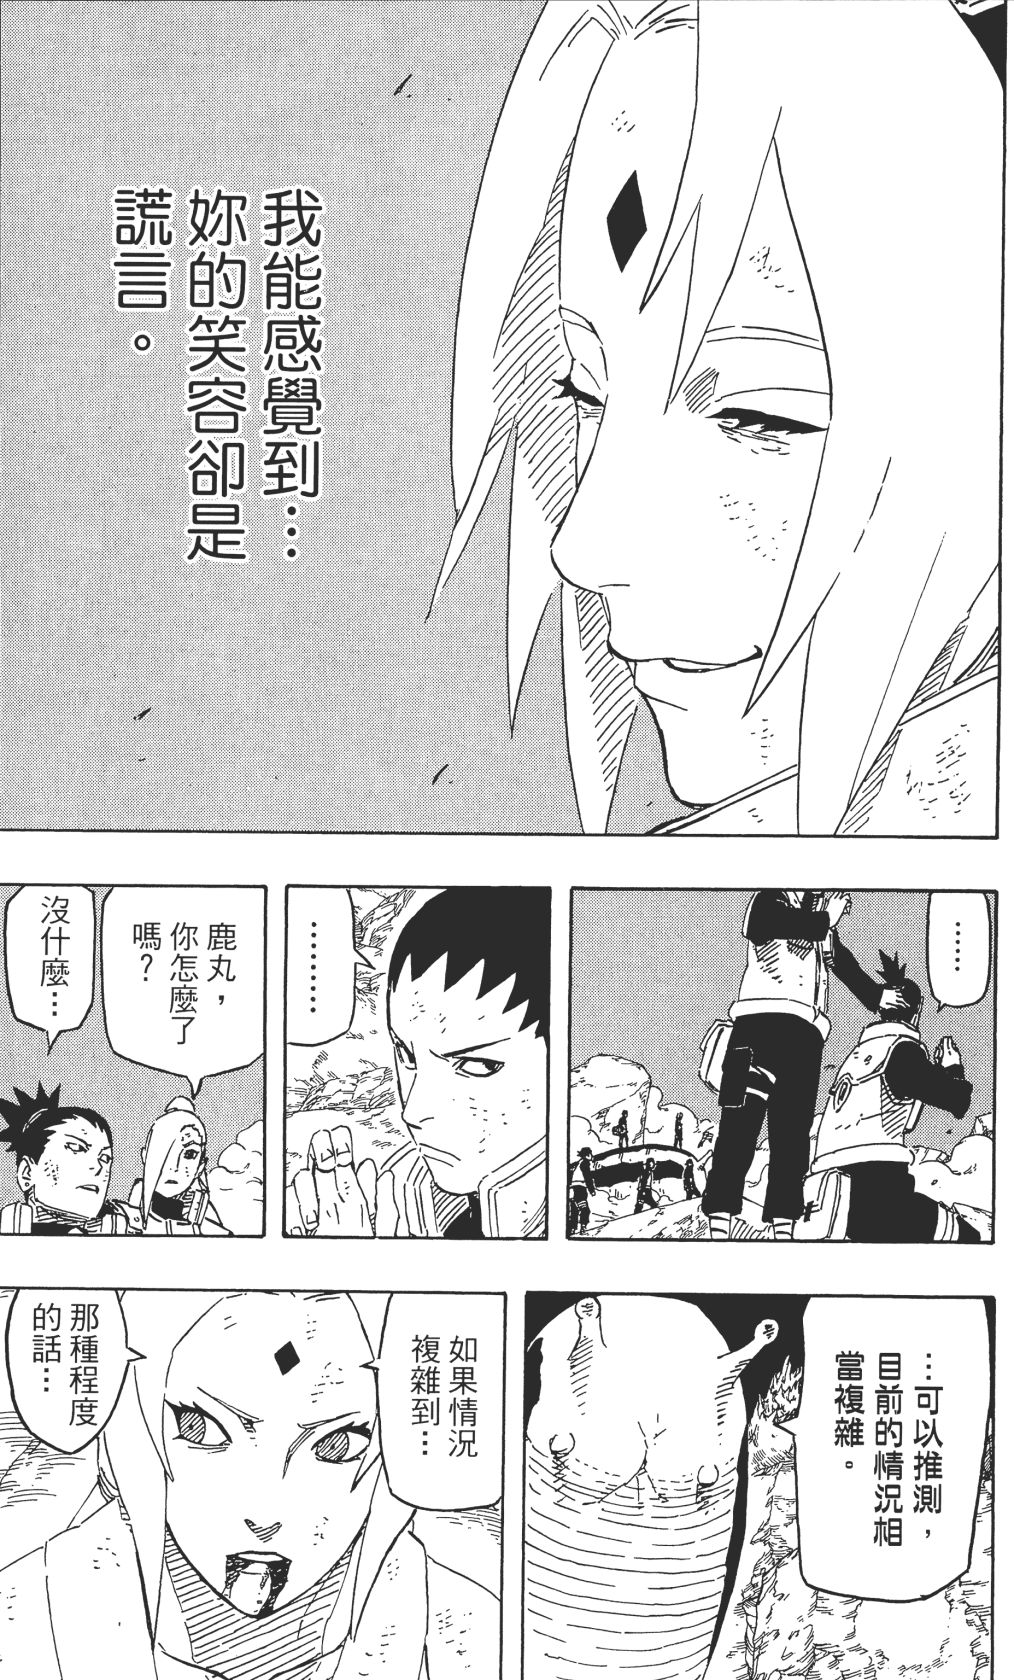 我能感覺到…
妳的笑容卻是
謊言。
……
………
鹿丸，
你怎麼了
嗎？
沒什麼…
…可以推測，
目前的情況相
當複雜。
如果情況
複雜到…
那種程度
的話…